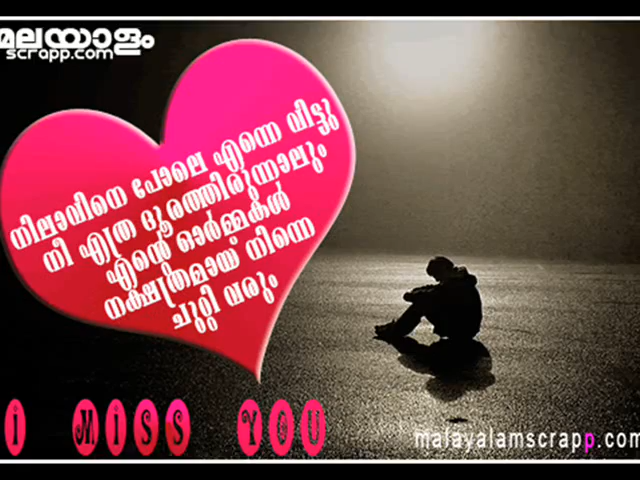 മലയാളം
scrapp.com
നിലാവിനെ പോലെ എന്നെ വിട്ടു
നീ എത്ര ദൂരത്തിരുന്നാലും
എന്റെ ഓർമ്മകൾ
നക്ഷത്രമായ് നിന്നെ
ചുറ്റി വരും
I MISS YOU
malayalamscrapp.com